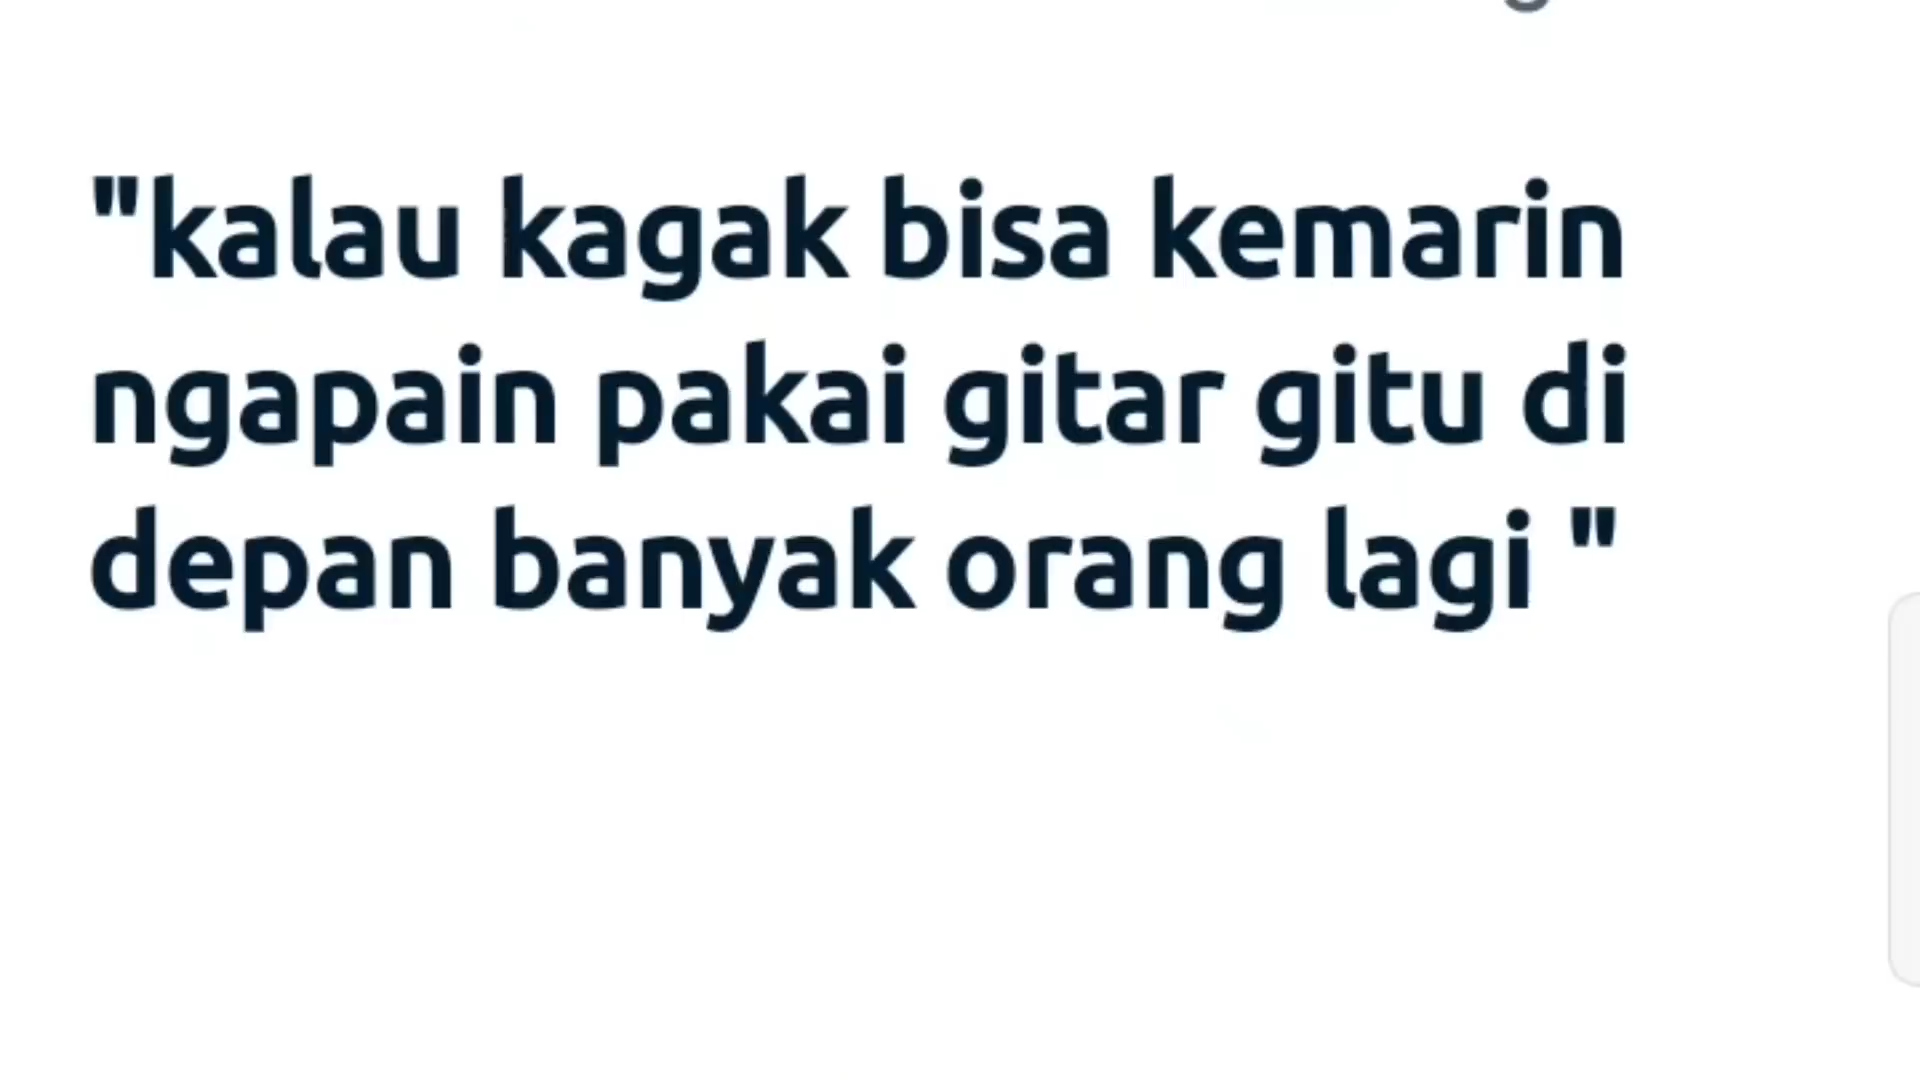 "kalau kagak bisa kemarin
ngapain pakai gitar gitu di
depan banyak orang lagi "